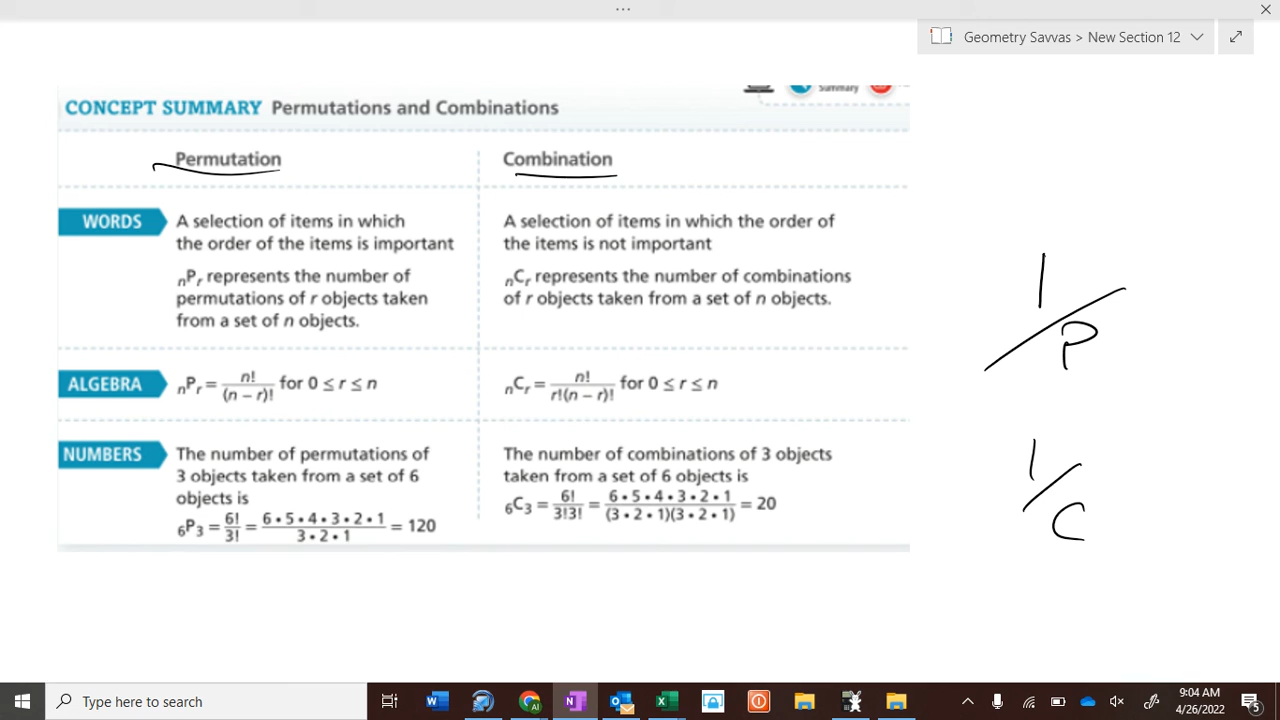 ...
Geometry Savvas > New Section 12
Summary
CONCEPT SUMMARY Permutations and Combinations
Permutation
Combination
WORDS
A selection of items in which
the order of the items is important
nPr represents the number of
permutations of r objects taken
from a set of n objects.
A selection of items in which the order of
the items is not important
nCr represents the number of combinations
of r objects taken from a set of n objects.
ALGEBRA
nPr = n!/(n – r)! for 0 ≤ r ≤ n
nCr = n!/r!(n – r)! for 0 ≤ r ≤ n
NUMBERS
The number of permutations of
3 objects taken from a set of 6
objects is
6P3 = 6!/3! = 6 • 5 • 4 • 3 • 2 • 1/3 • 2 • 1 = 120
The number of combinations of 3 objects
taken from a set of 6 objects is
6C3 = 6!/3!3! = 6 • 5 • 4 • 3 • 2 • 1/(3 • 2 • 1)(3 • 2 • 1) = 20
1/P
1/C
Type here to search
9:04 AM
4/26/2022
5